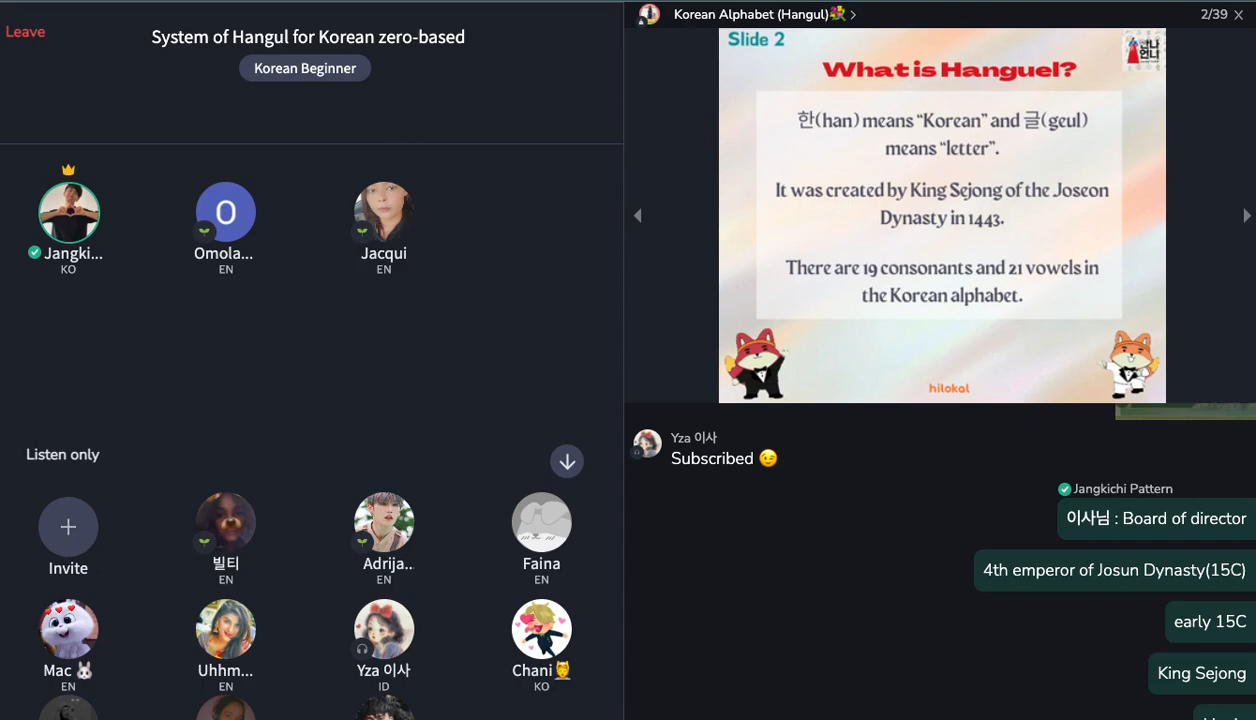 Leave
System of Hangul for Korean zero-based
Korean Beginner
Jangki...
KO
Omola...
EN
Jacqui
EN
Listen only
Invite
빌티
EN
Adrija...
EN
Faina
EN
Mac
EN
Uhhm...
EN
Yza 이사
ID
Chani
KO
Korean Alphabet (Hangul)
2/39
Slide 2
What is Hanguel?
한(han) means “Korean” and 글(geul)
means “letter”.
It was created by King Sejong of the Joseon
Dynasty in 1443.
There are 19 consonants and 21 vowels in
the Korean alphabet.
hilokal
Yza 이사
Subscribed 😉
Jangkichi Pattern
이사님 : Board of director
4th emperor of Josun Dynasty(15C)
early 15C
King Sejong